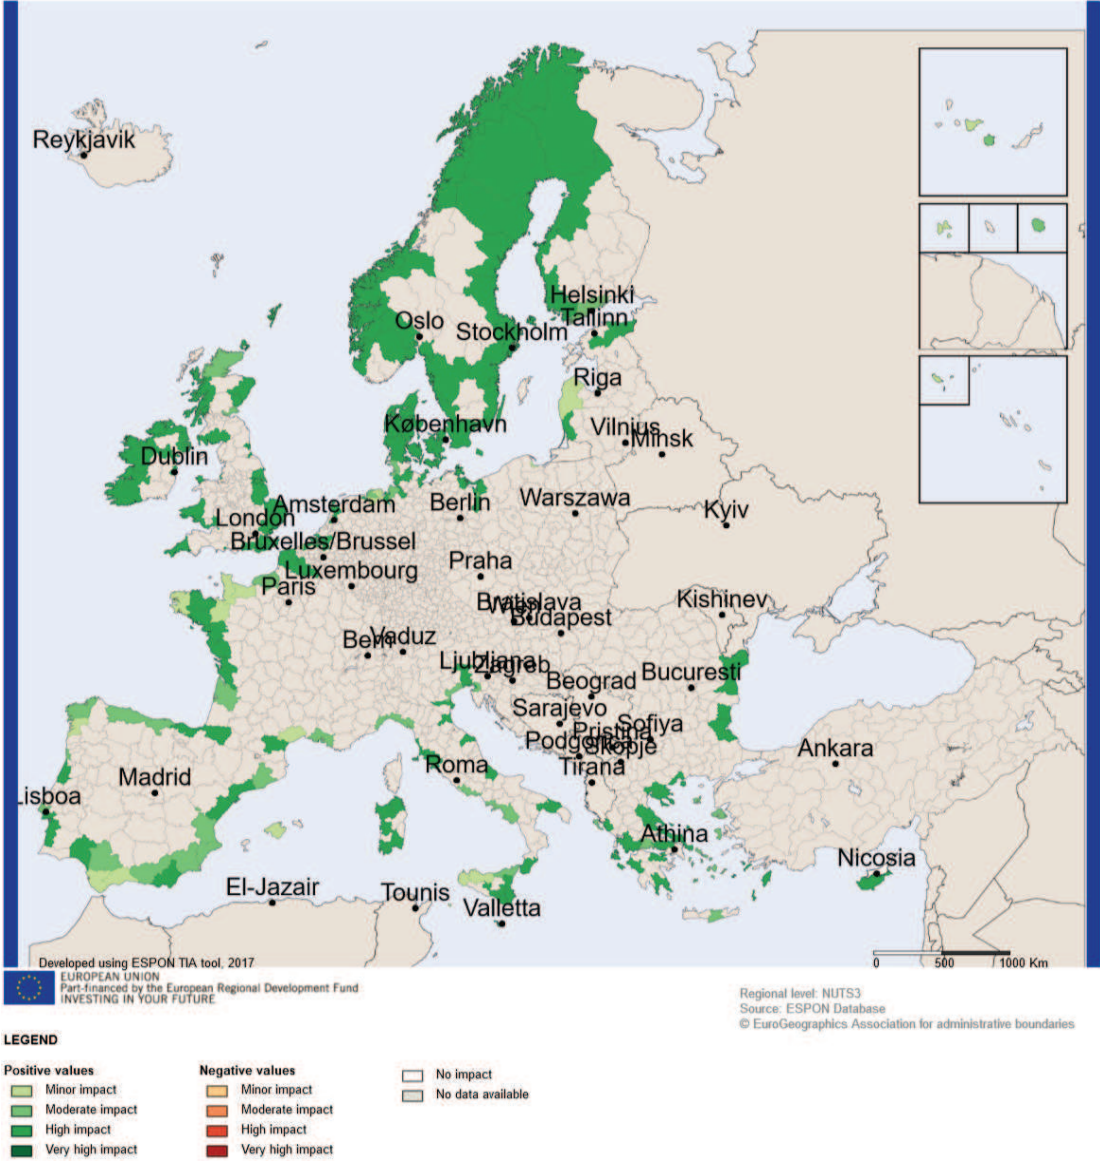 Reykjavik
Helsinki
Oslo
Stockholm
Tallinn
Riga
København
Vilnius
Minsk
Dublin
Amsterdam
Berlin
Warszawa
London
Kyiv
Bruxelles/Brussel
Praha
Luxembourg
Paris
Bratislava
Wien
Budapest
Kishinev
Bern
Vaduz
Ljubljana
Zagreb
Bucuresti
Beograd
Sarajevo
Sofiya
Pristina
Podgorica
Skopje
Ankara
Roma
Tirana
Madrid
Lisboa
Athina
Nicosia
El-Jazair
Tounis
Valletta
Developed using ESPON TIA tool, 2017
0 500 1000 Km
EUROPEAN UNION
Part-financed by the European Regional Development Fund
INVESTING IN YOUR FUTURE
Regional level: NUTS3
Source: ESPON Database
© EuroGeographics Association for administrative boundaries
LEGEND
Positive values
Minor impact
Moderate impact
High impact
Very high impact
Negative values
Minor impact
Moderate impact
High impact
Very high impact
No impact
No data available